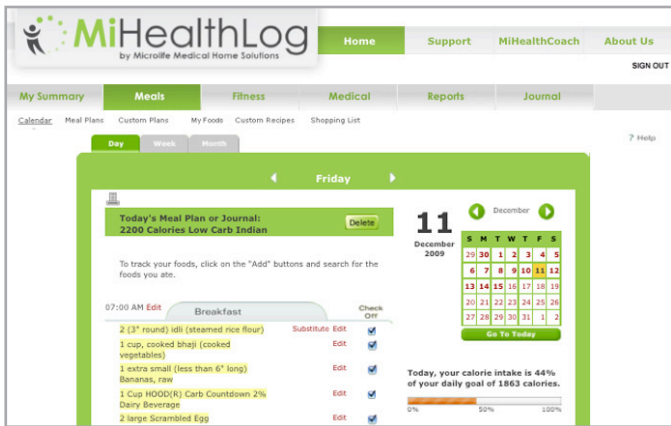 MiHealthLog
by Microlife Medical Home Solutions
Home Support MiHealthCoach About Us
SIGN OUT
My Summary Meals Fitness Medical Reports Journal
Calendar Meal Plans Custom Plans My Foods Custom Recipes Shopping List
? Help
Day Week Month
Friday
Today's Meal Plan or Journal:
2200 Calories Low Carb Indian
Delete
To track your foods, click on the "Add" buttons and search for the
foods you ate.
07:00 AM Edit Breakfast Check
Off
2 (3" round) idli (steamed rice flour) Substitute Edit
1 cup, cooked bhaji (cooked
vegetables) Edit
1 extra small (less than 6" long)
Bananas, raw Edit
1 Cup HOOD(R) Carb Countdown 2%
Dairy Beverage Edit
2 large Scrambled Egg Edit
11
December
2009
December
S M T W T F S
29 30 1 2 3 4 5
6 7 8 9 10 11 12
13 14 15 16 17 18 19
20 21 22 23 24 25 26
27 28 29 30 31 1 2
Go To Today
Today, your calorie intake is 44%
of your daily goal of 1863 calories.
0% 50% 100%